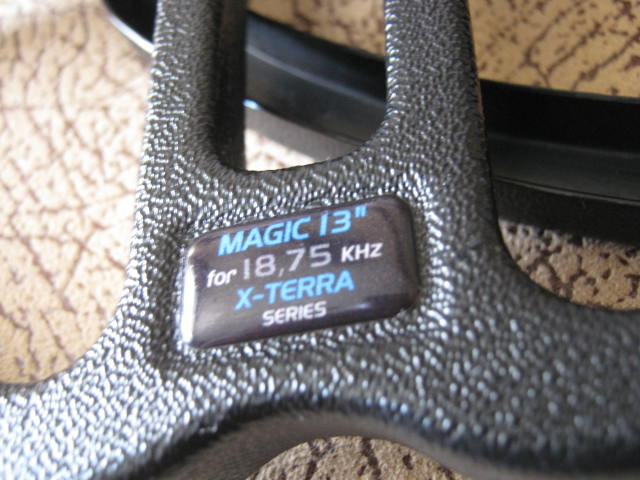 MAGIC 13"
for 18,75 KHZ
X-TERRA
SERIES